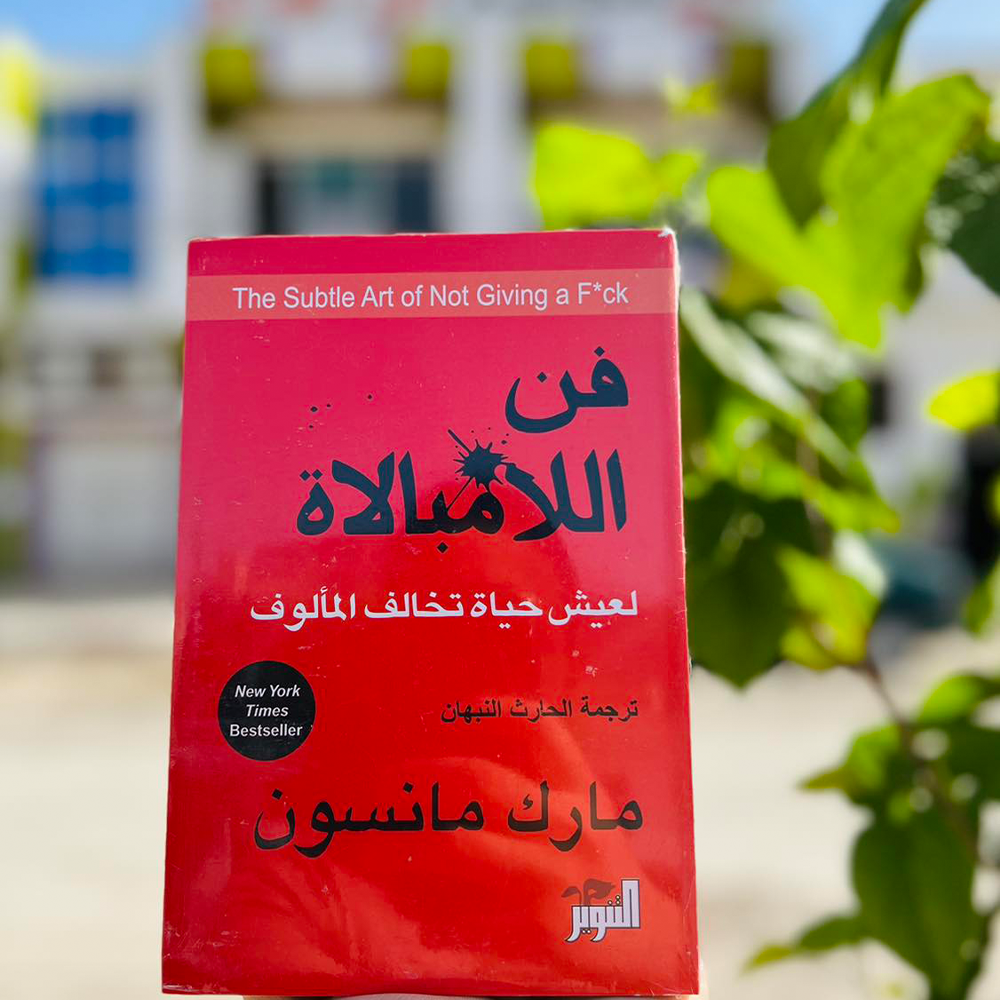 The Subtle Art of Not Giving a F*ck
فن
اللامبالاة
لعيش حياة تخالف المألوف
ترجمة الحارث النبهان
New York
Times
Bestseller
مارك مانسون
التنوير